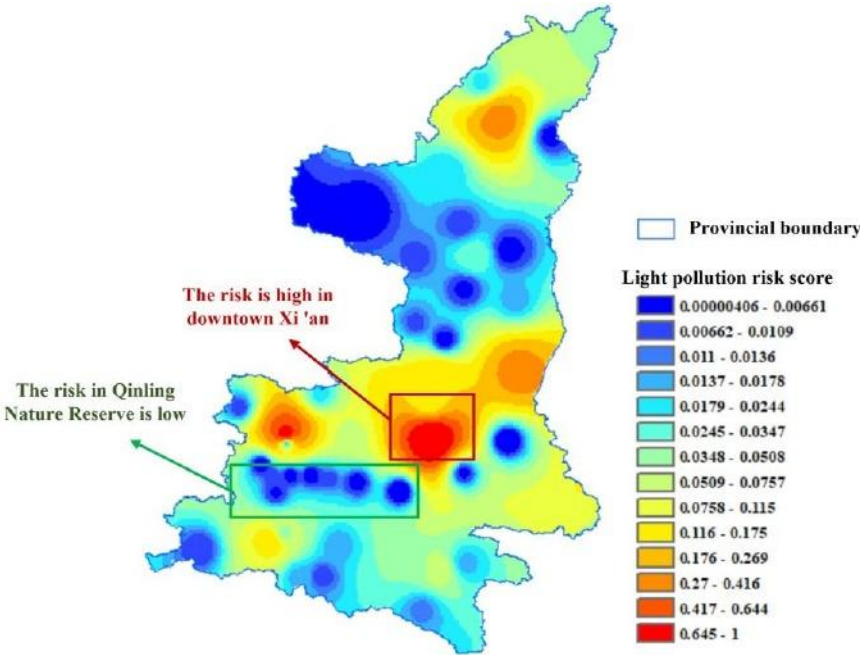 Provincial boundary
Light pollution risk score
0.00000406 - 0.00661
0.00662 - 0.0109
0.011 - 0.0136
0.0137 - 0.0178
0.0179 - 0.0244
0.0245 - 0.0347
0.0348 - 0.0508
0.0509 - 0.0757
0.0758 - 0.115
0.116 - 0.175
0.176 - 0.269
0.27 - 0.416
0.417 - 0.644
0.645 - 1
The risk is high in
downtown Xi 'an
The risk in Qinling
Nature Reserve is low